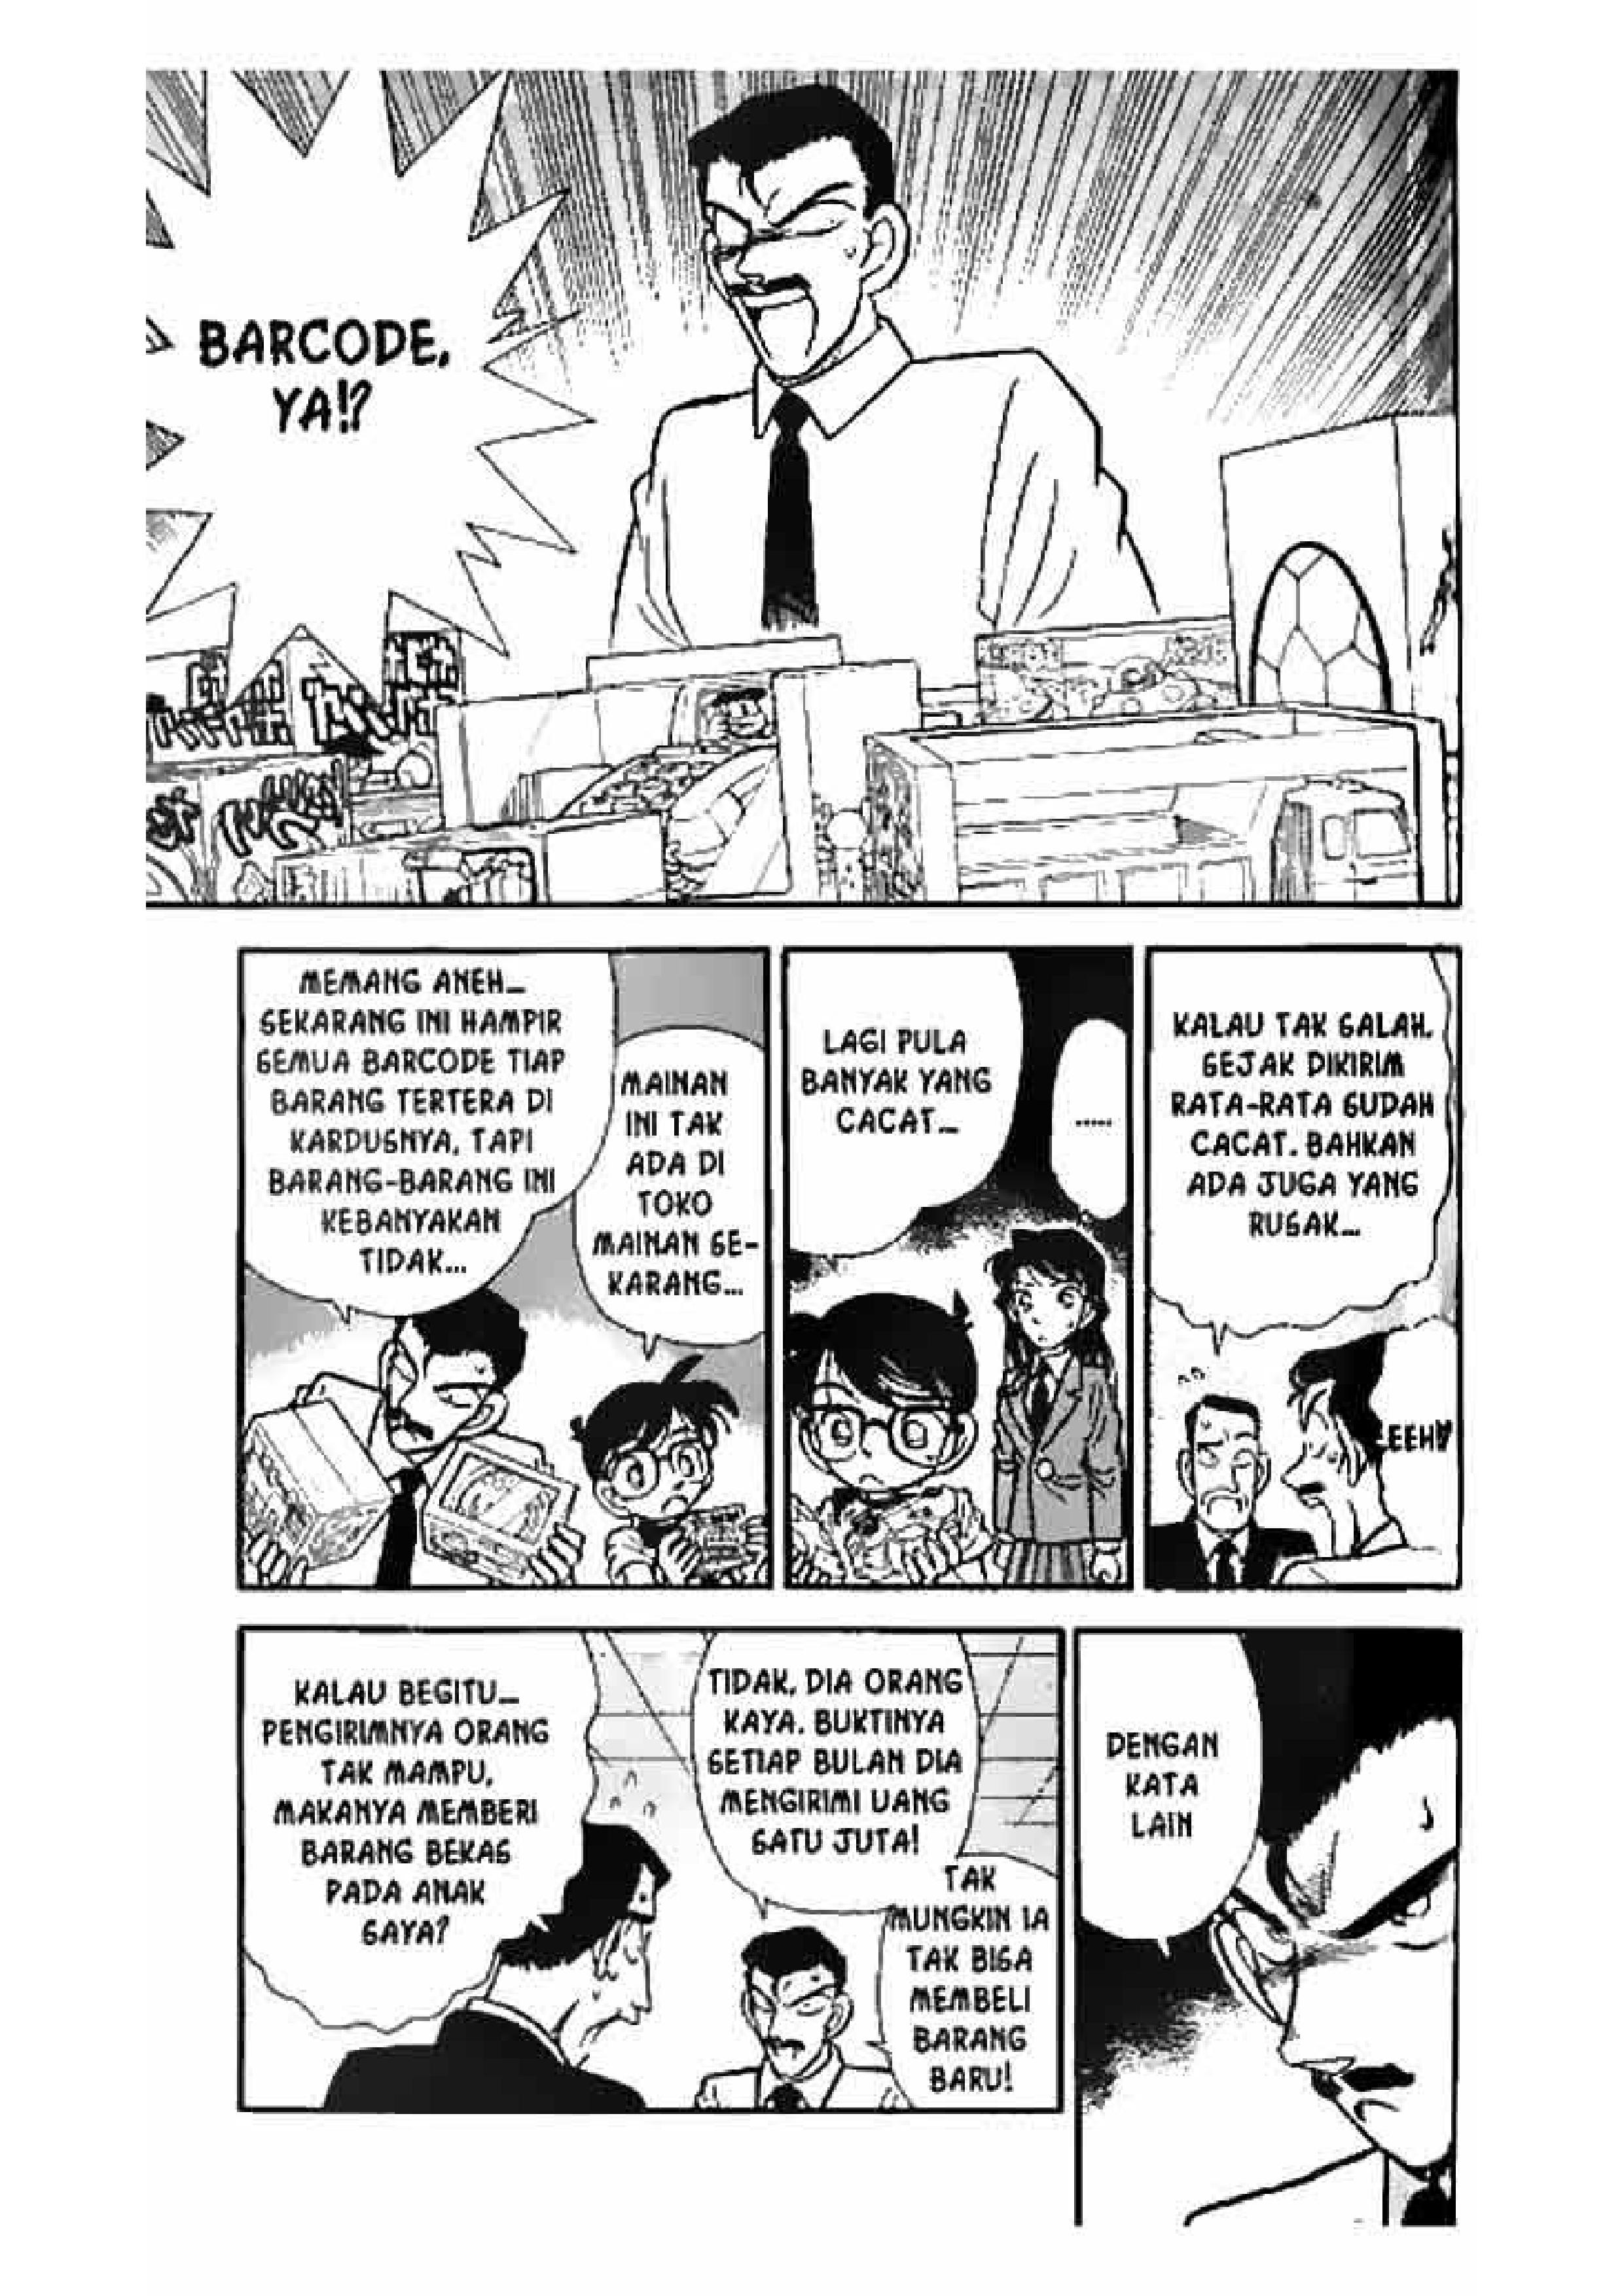 BARCODE,
YA!?
MEMANG ANEH...
SEKARANG INI HAMPIR
SEMUA BARCODE TIAP
BARANG TERTERA DI
KARDUSNYA, TAPI
BARANG-BARANG INI
KEBANYAKAN
TIDAK...
MAINAN
INI TAK
ADA DI
TOKO
MAINAN SE-
KARANG...
LAGI PULA
BANYAK YANG
CACAT...
.....
KALAU TAK SALAH,
SEJAK DIKIRIM
RATA-RATA SUDAH
CACAT. BAHKAN
ADA JUGA YANG
RUSAK...
KALAU BEGITU...
PENGIRIMNYA ORANG
TAK MAMPU,
MAKANYA MEMBERI
BARANG BEKAS
PADA ANAK
SAYA?
TIDAK, DIA ORANG
KAYA. BUKTINYA
SETIAP BULAN DIA
MENGIRIMI UANG
SATU JUTA!
TAK
MUNGKIN IA
TAK BISA
MEMBELI
BARANG
BARU!
DENGAN
KATA
LAIN